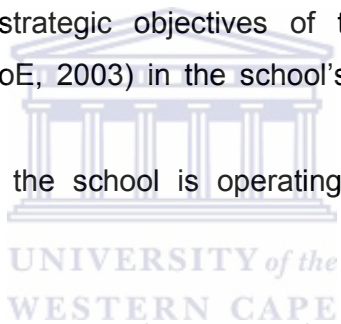 strategic objectives of t
oE, 2003) in the school's
the school is operating
UNIVERSITY of the
WESTERN CAPE